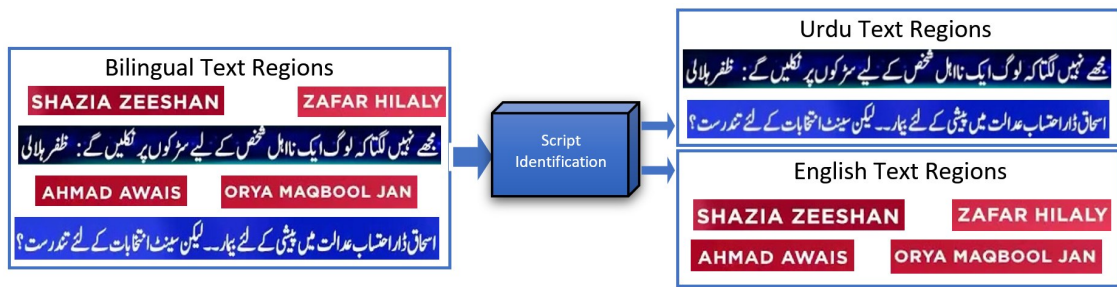 Bilingual Text Regions
SHAZIA ZEESHAN
ZAFAR HILALY
مجھے نہیں لگتا کہ لوگ ایک نااہل شخص کے لیے سڑکوں پر نکلیں گے : ظفر ہلالی
AHMAD AWAIS
ORYA MAQBOOL JAN
اسحاق ڈار احتساب عدالت میں پیشی کے لئے بیمار ۔۔ لیکن سینٹ انتخابات کے لئے تندرست ؟
Script
Identification
Urdu Text Regions
مجھے نہیں لگتا کہ لوگ ایک نااہل شخص کے لیے سڑکوں پر نکلیں گے : ظفر ہلالی
اسحاق ڈار احتساب عدالت میں پیشی کے لئے بیمار ۔۔ لیکن سینٹ انتخابات کے لئے تندرست ؟
English Text Regions
SHAZIA ZEESHAN
ZAFAR HILALY
AHMAD AWAIS
ORYA MAQBOOL JAN